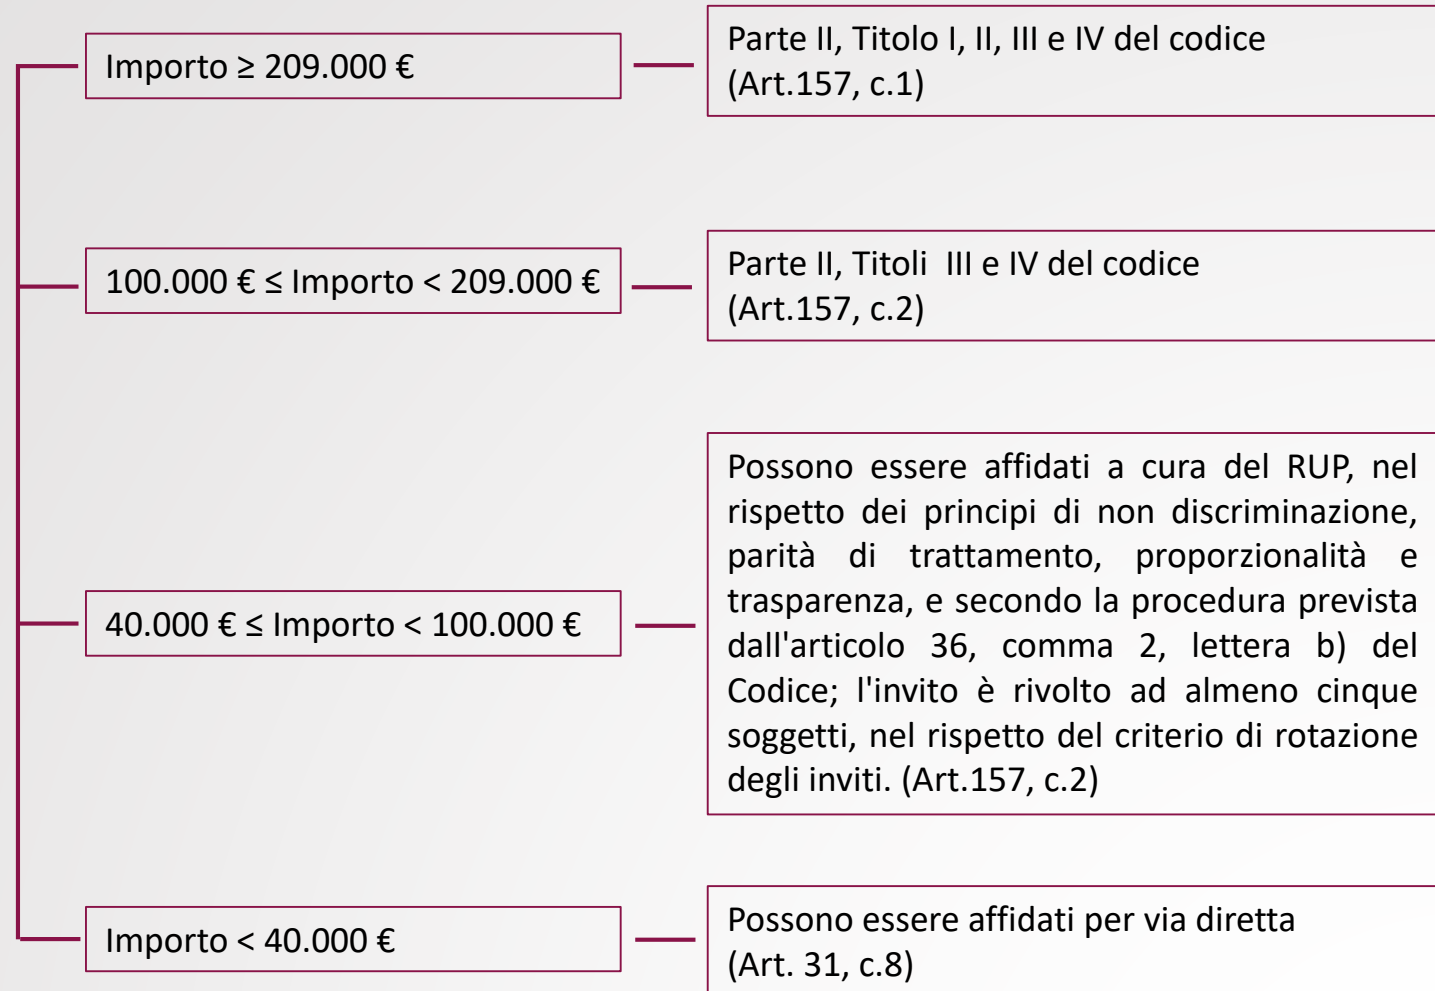 Importo ≥ 209.000 €
Parte II, Titolo I, II, III e IV del codice
(Art.157, c.1)
100.000 € ≤ Importo < 209.000 €
Parte II, Titoli  III e IV del codice
(Art.157, c.2)
40.000 € ≤ Importo < 100.000 €
Possono essere affidati a cura del RUP, nel
rispetto dei principi di non discriminazione,
parità di trattamento, proporzionalità e
trasparenza, e secondo la procedura prevista
dall'articolo 36, comma 2, lettera b) del
Codice; l'invito è rivolto ad almeno cinque
soggetti, nel rispetto del criterio di rotazione
degli inviti. (Art.157, c.2)
Importo < 40.000 €
Possono essere affidati per via diretta
(Art. 31, c.8)